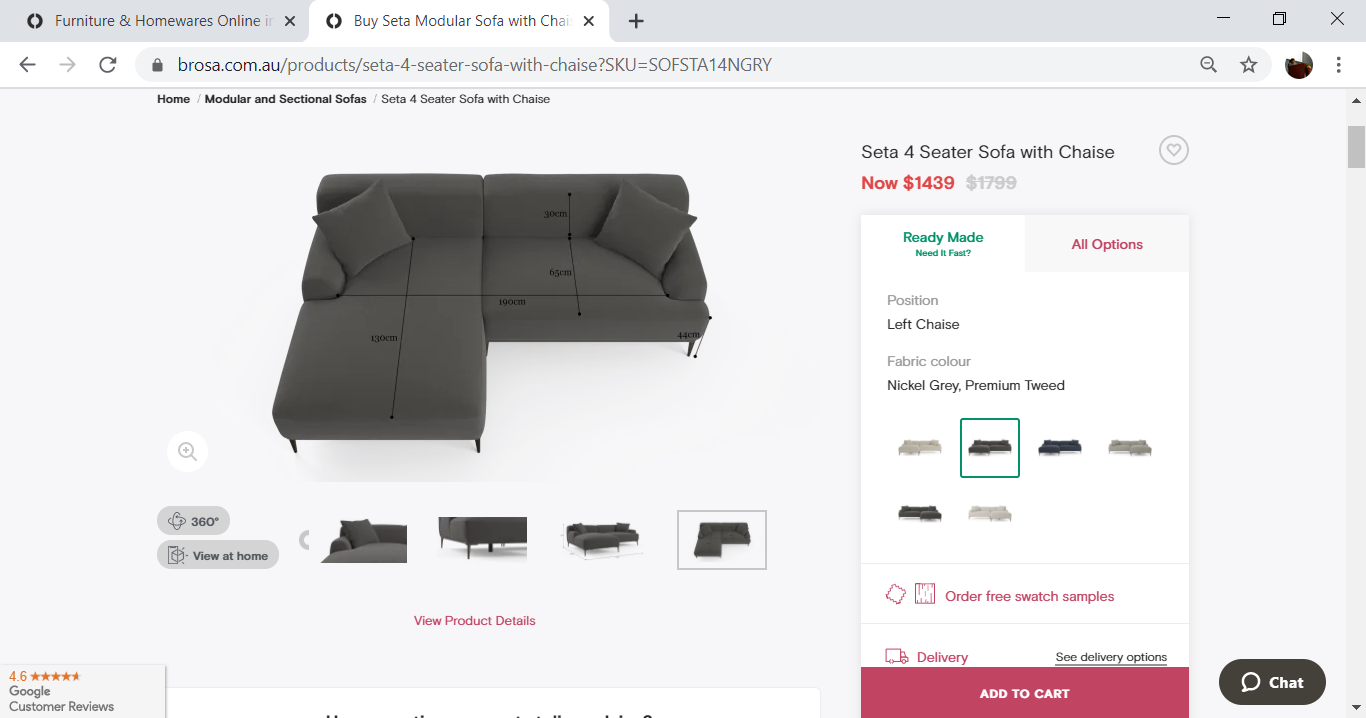 Furniture & Homewares Online in
Buy Seta Modular Sofa with Chai
brosa.com.au/products/seta-4-seater-sofa-with-chaise?SKU=SOFSTA14NGRY
Home / Modular and Sectional Sofas / Seta 4 Seater Sofa with Chaise
30cm
65cm
190cm
130cm
44cm
360°
View at home
View Product Details
Seta 4 Seater Sofa with Chaise
Now $1439 $1799
Ready Made
Need It Fast?
All Options
Position
Left Chaise
Fabric colour
Nickel Grey, Premium Tweed
Order free swatch samples
Delivery See delivery options
ADD TO CART
Chat
4.6
Google
Customer Reviews